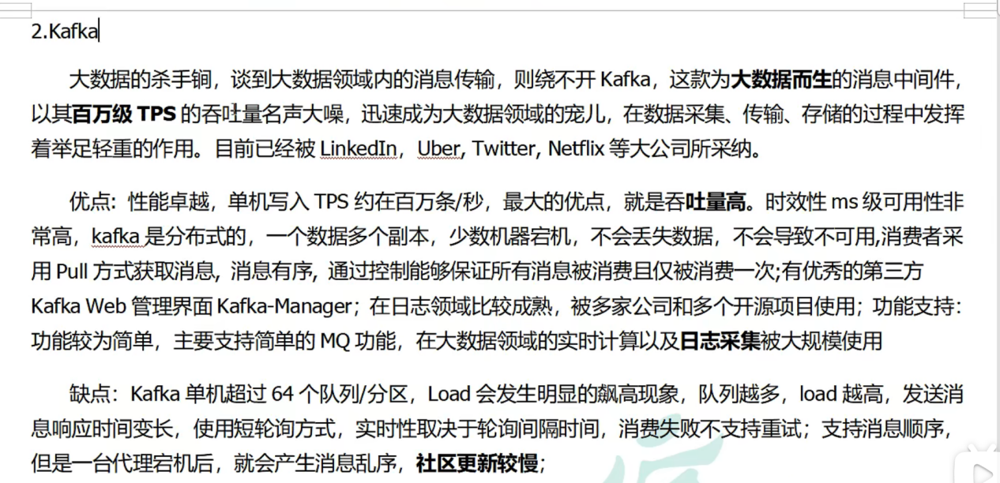 2.Kafka
大数据的杀手锏，谈到大数据领域内的消息传输，则绕不开 Kafka，这款为大数据而生的消息中间件，
以其百万级 TPS 的吞吐量名声大噪，迅速成为大数据领域的宠儿，在数据采集、传输、存储的过程中发挥
着举足轻重的作用。目前已经被 LinkedIn，Uber, Twitter, Netflix 等大公司所采纳。
优点: 性能卓越，单机写入 TPS 约在百万条/秒，最大的优点，就是吞吐量高。时效性 ms 级可用性非
常高，kafka 是分布式的，一个数据多个副本，少数机器宕机，不会丢失数据，不会导致不可用,消费者采
用 Pull 方式获取消息, 消息有序, 通过控制能够保证所有消息被消费且仅被消费一次;有优秀的第三方
Kafka Web 管理界面 Kafka-Manager；在日志领域比较成熟，被多家公司和多个开源项目使用；功能支持：
功能较为简单，主要支持简单的 MQ 功能，在大数据领域的实时计算以及日志采集被大规模使用
缺点：Kafka 单机超过 64 个队列/分区，Load 会发生明显的飙高现象，队列越多，load 越高，发送消
息响应时间变长，使用短轮询方式，实时性取决于轮询间隔时间，消费失败不支持重试；支持消息顺序，
但是一台代理宕机后，就会产生消息乱序，社区更新较慢；